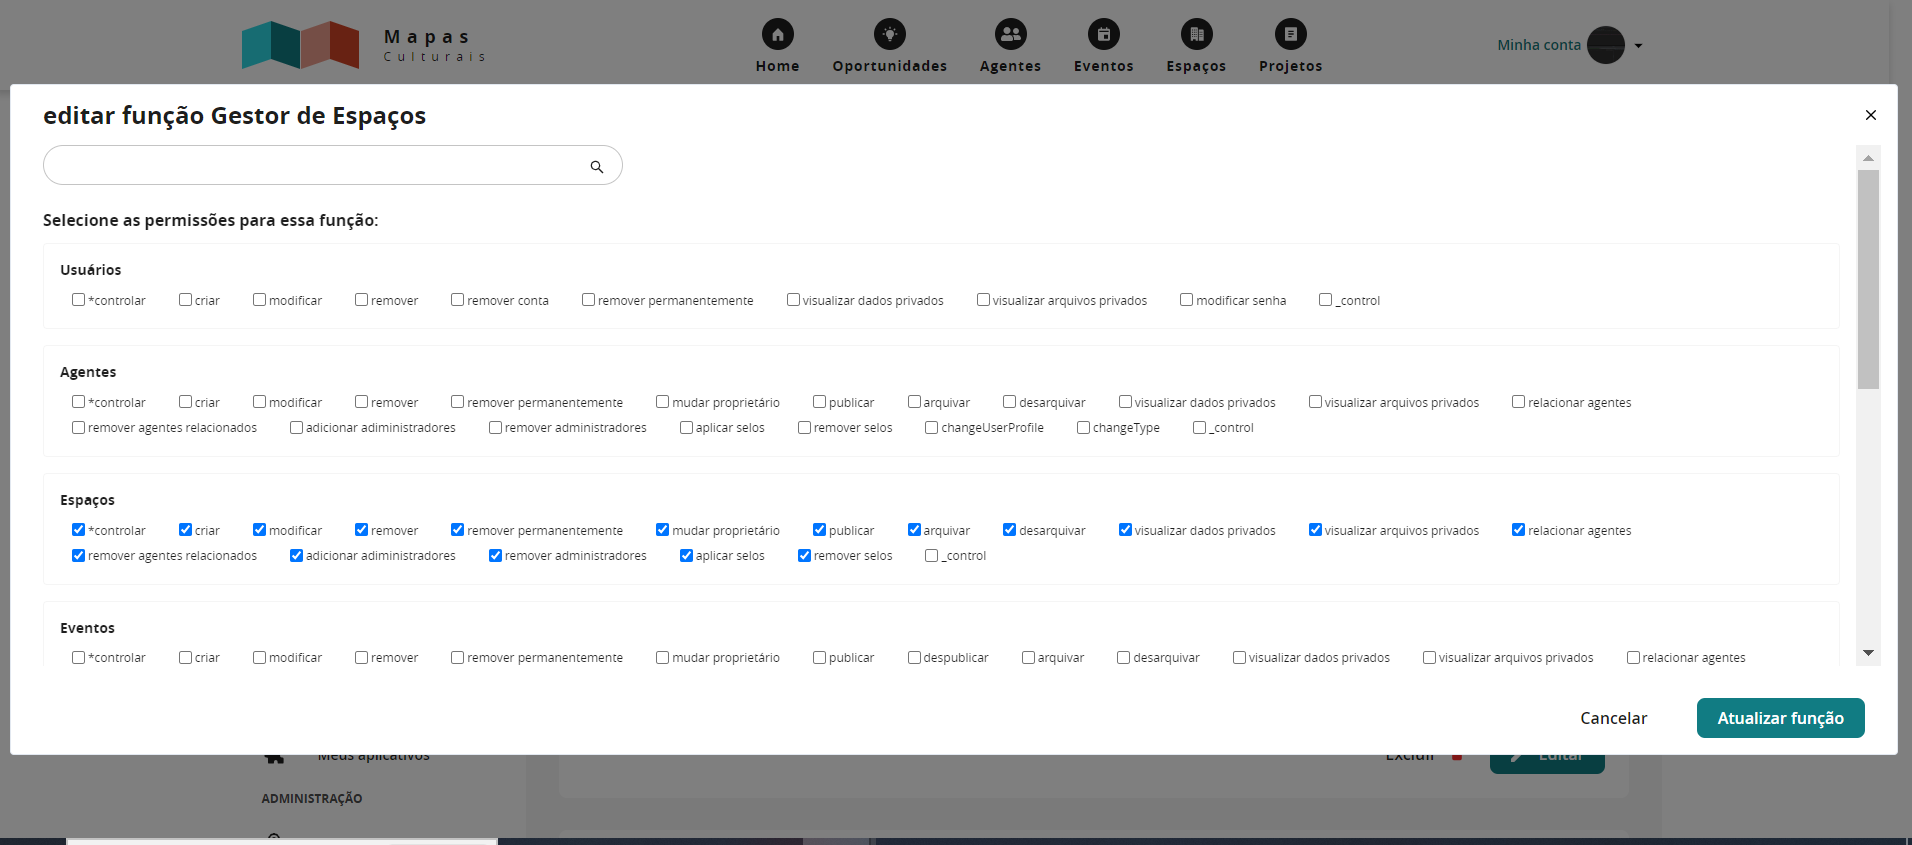 Mapas
Culturais
Home
Oportunidades
Agentes
Eventos
Espaços
Projetos
Minha conta
editar função Gestor de Espaços
Selecione as permissões para essa função:
Usuários
*controlar criar modificar remover remover conta remover permanentemente visualizar dados privados visualizar arquivos privados modificar senha _control
Agentes
*controlar criar modificar remover remover permanentemente mudar proprietário publicar arquivar desarquivar visualizar dados privados visualizar arquivos privados relacionar agentes
remover agentes relacionados adicionar adiministradores remover administradores aplicar selos remover selos changeUserProfile changeType _control
Espaços
*controlar criar modificar remover remover permanentemente mudar proprietário publicar arquivar desarquivar visualizar dados privados visualizar arquivos privados relacionar agentes
remover agentes relacionados adicionar adiministradores remover administradores aplicar selos remover selos _control
Eventos
*controlar criar modificar remover remover permanentemente mudar proprietário publicar despublicar arquivar desarquivar visualizar dados privados visualizar arquivos privados relacionar agentes
Cancelar
Atualizar função
Meus aplicativos
Excluir
Editar
ADMINISTRAÇÃO